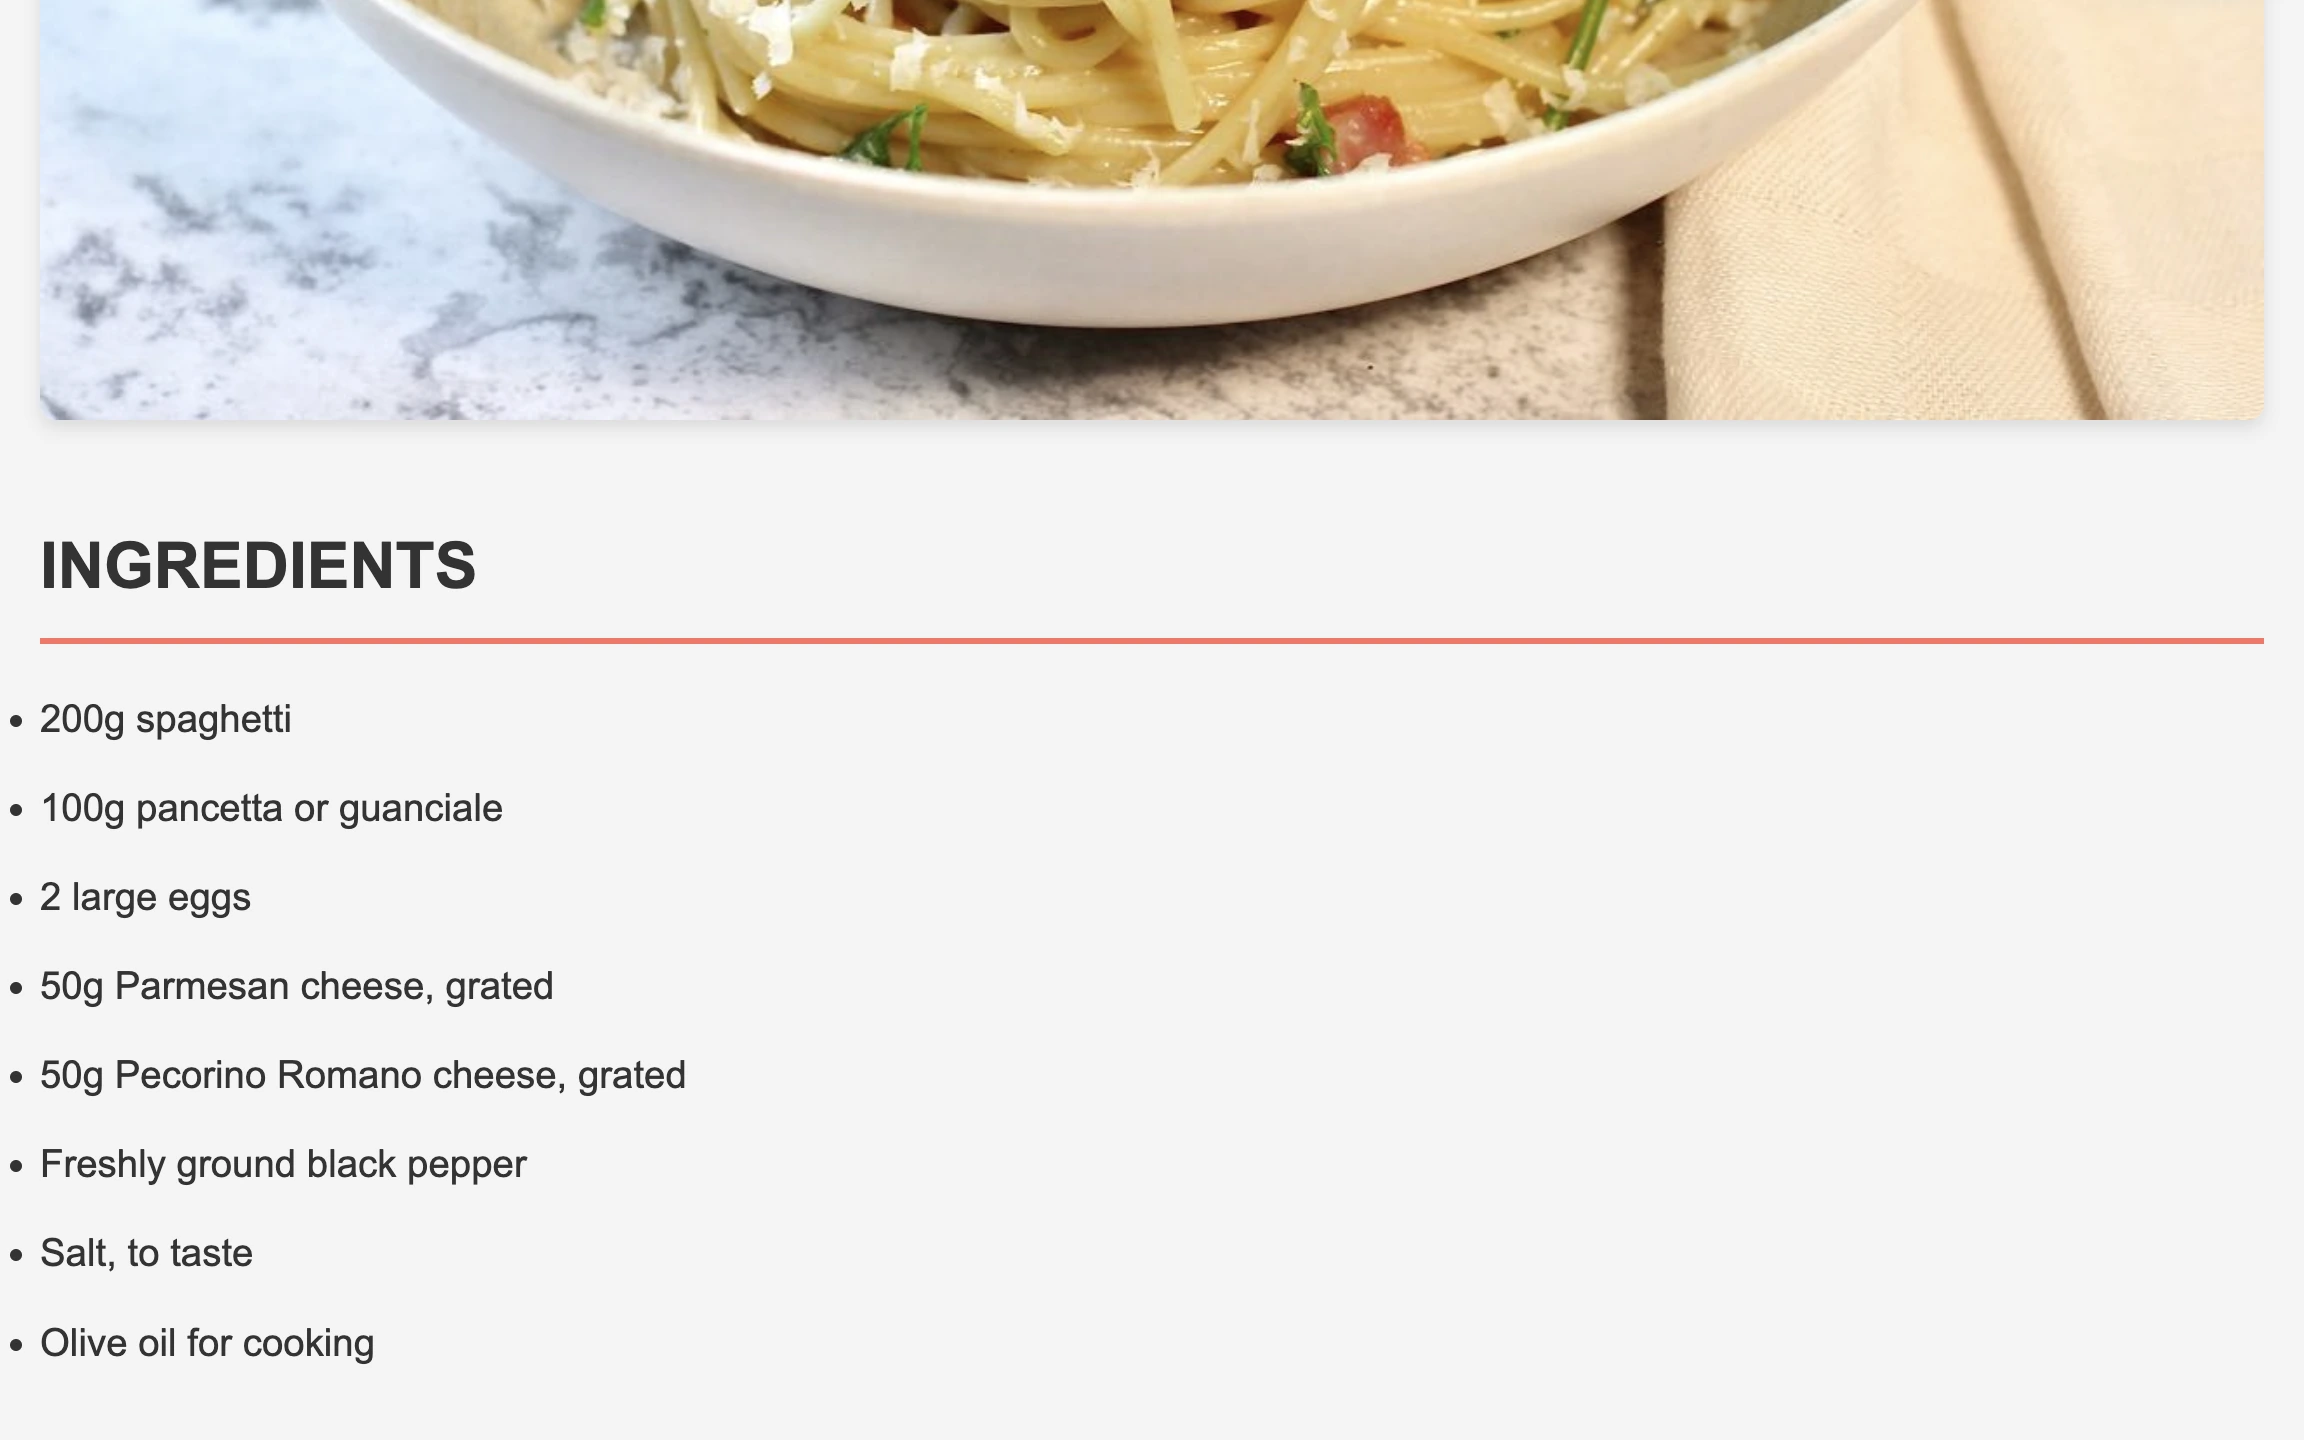 INGREDIENTS
200g spaghetti
100g pancetta or guanciale
2 large eggs
50g Parmesan cheese, grated
50g Pecorino Romano cheese, grated
Freshly ground black pepper
Salt, to taste
Olive oil for cooking